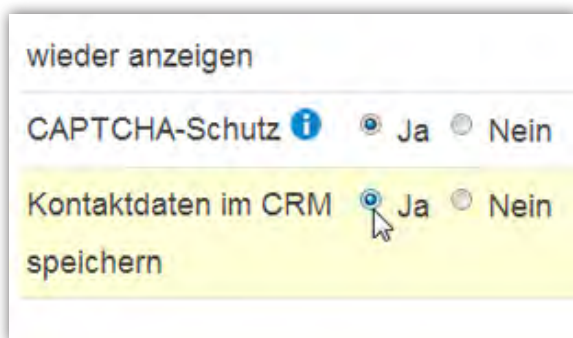 wieder anzeigen
CAPTCHA-Schutz i Ja Nein
Kontaktdaten im CRM Ja Nein
speichern